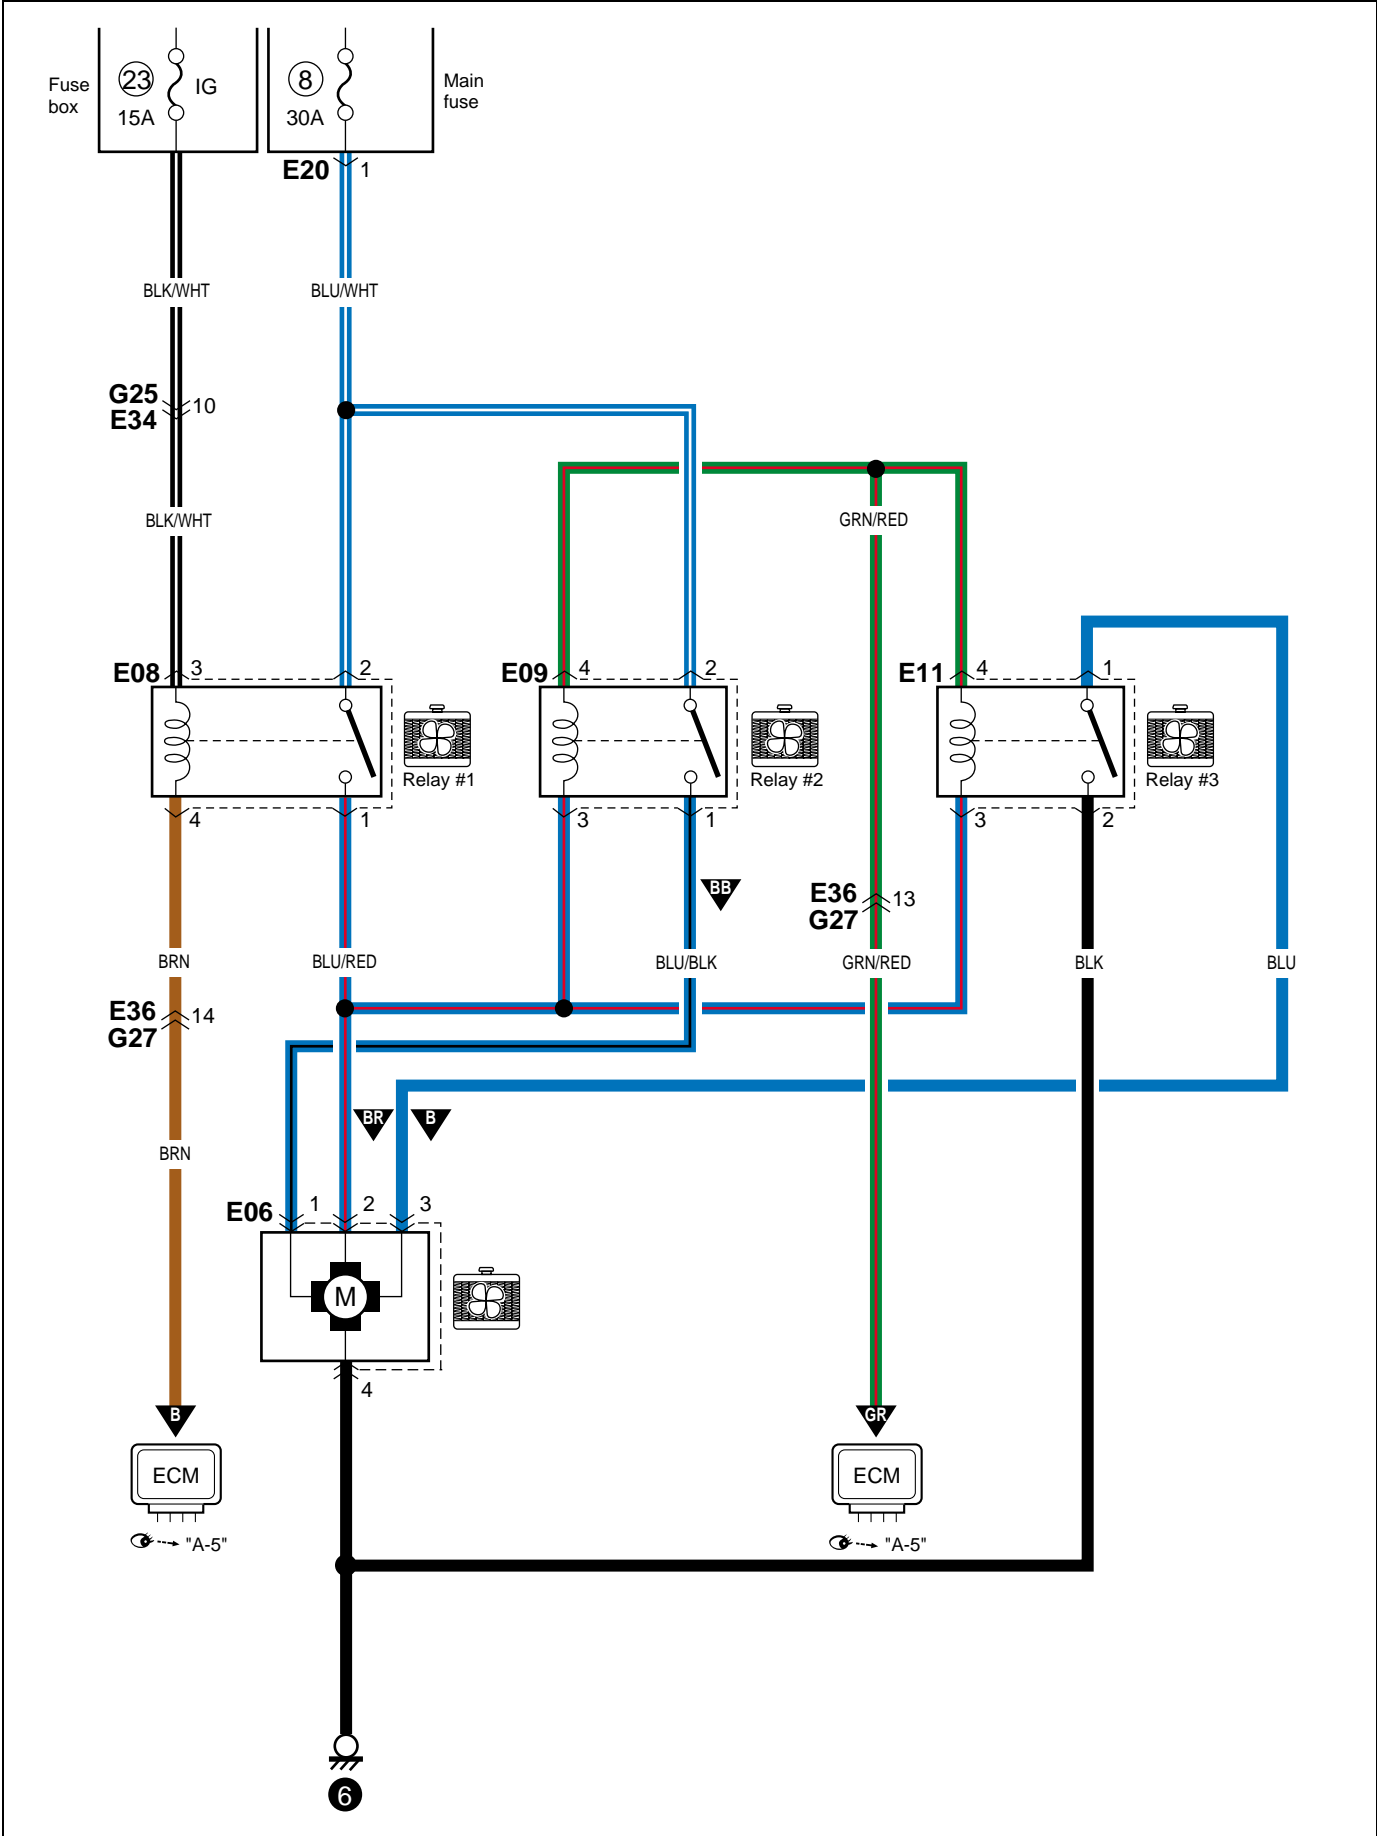 Fuse
box
23
15A
IG
8
30A
Main
fuse
E20
1
BLK/WHT
BLU/WHT
G25
E34
10
BLK/WHT
GRN/RED
E08
3
2
E09
4
2
E11
4
1
Relay #1
Relay #2
Relay #3
4
1
3
1
3
2
BB
E36
G27
13
BRN
BLU/RED
BLU/BLK
GRN/RED
BLK
BLU
E36
G27
14
BR
B
BRN
E06
1
2
3
M
4
B
GR
ECM
ECM
"A-5"
"A-5"
6